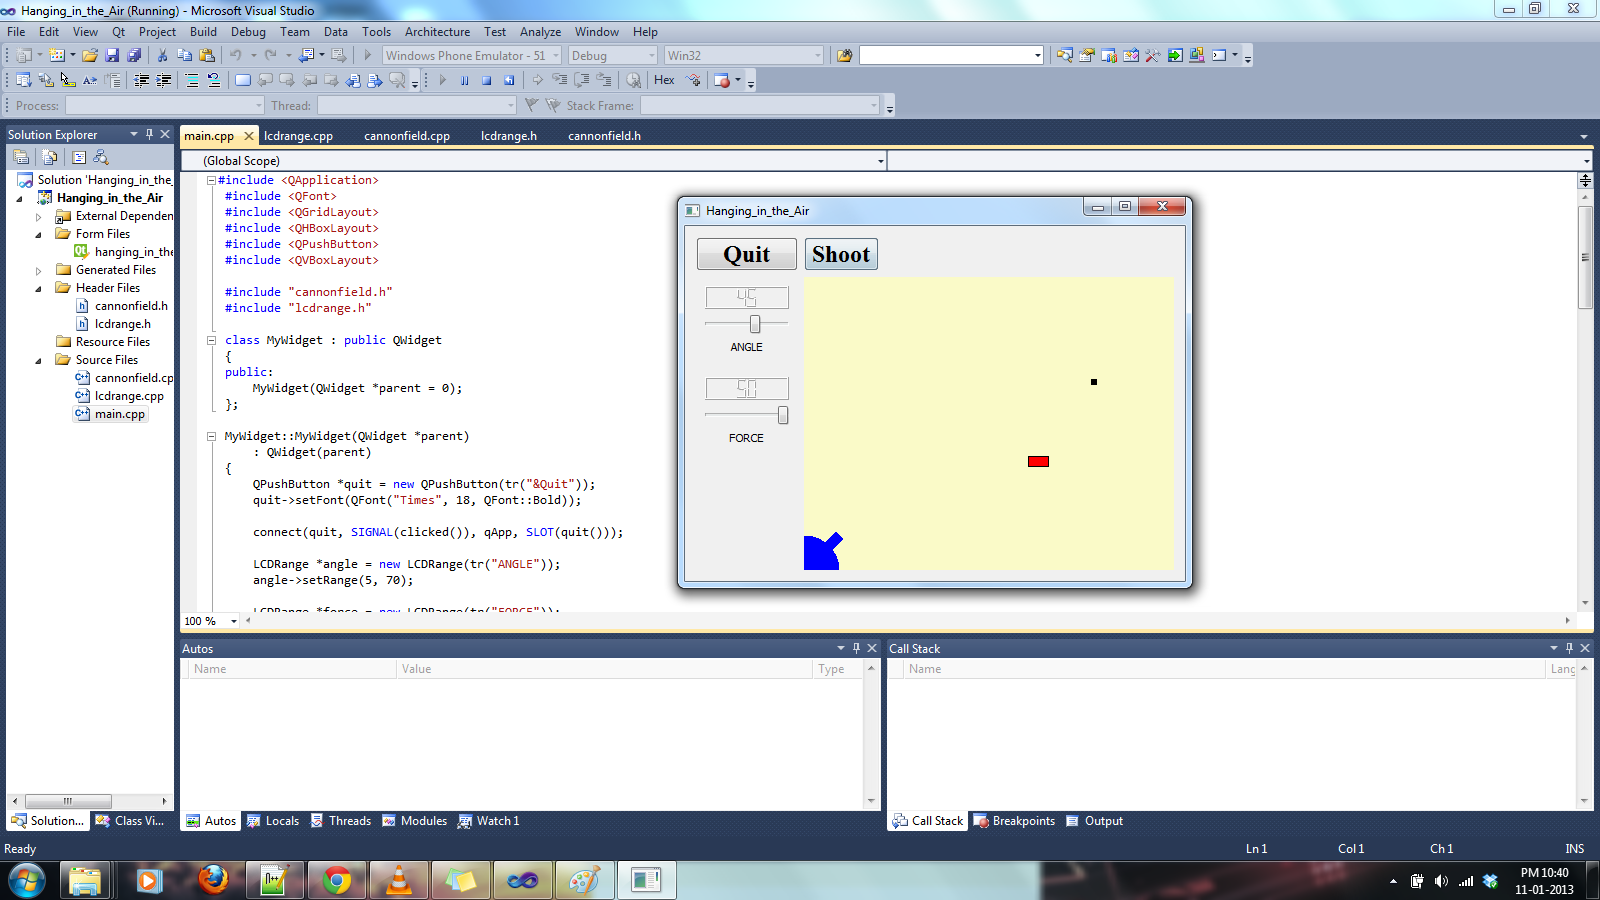 Hanging_in_the_Air (Running) - Microsoft Visual Studio
File Edit View Qt Project Build Debug Team Data Tools Architecture Test Analyze Window Help
Windows Phone Emulator - 51 Debug Win32
Hex
Process: Thread: Stack Frame:
Solution Explorer
Solution 'Hanging_in_the_
Hanging_in_the_Air
External Dependen
Form Files
hanging_in_the
Generated Files
Header Files
cannonfield.h
lcdrange.h
Resource Files
Source Files
cannonfield.cp
lcdrange.cpp
main.cpp
Solution... Class Vi...
main.cpp lcdrange.cpp cannonfield.cpp lcdrange.h cannonfield.h
(Global Scope)
#include <QApplication>
#include <QFont>
#include <QGridLayout>
#include <QHBoxLayout>
#include <QPushButton>
#include <QVBoxLayout>
#include "cannonfield.h"
#include "lcdrange.h"
class MyWidget : public QWidget
{
public:
MyWidget(QWidget *parent = 0);
};
MyWidget::MyWidget(QWidget *parent)
: QWidget(parent)
{
QPushButton *quit = new QPushButton(tr("&Quit"));
quit->setFont(QFont("Times", 18, QFont::Bold));
connect(quit, SIGNAL(clicked()), qApp, SLOT(quit()));
LCDRange *angle = new LCDRange(tr("ANGLE"));
angle->setRange(5, 70);
LCDRange *force = new LCDRange(tr("FORCE"));
100 %
Hanging_in_the_Air
Quit Shoot
45
ANGLE
50
FORCE
Autos
Name Value Type
Autos Locals Threads Modules Watch 1
Call Stack
Name Lang
Call Stack Breakpoints Output
Ready Ln 1 Col 1 Ch 1 INS
PM 10:40
11-01-2013